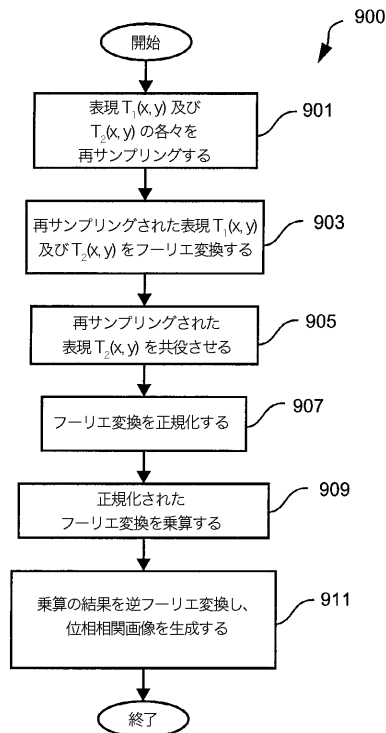 900
開始
表現 T₁(x, y) 及び
T₂(x, y) の各々を
再サンプリングする
901
再サンプリングされた表現 T₁(x, y)
及び T₂(x, y) をフーリエ変換する
903
再サンプリングされた
表現 T₂(x, y) を共役させる
905
フーリエ変換を正規化する
907
正規化された
フーリエ変換を乗算する
909
乗算の結果を逆フーリエ変換し、
位相相関画像を生成する
911
終了